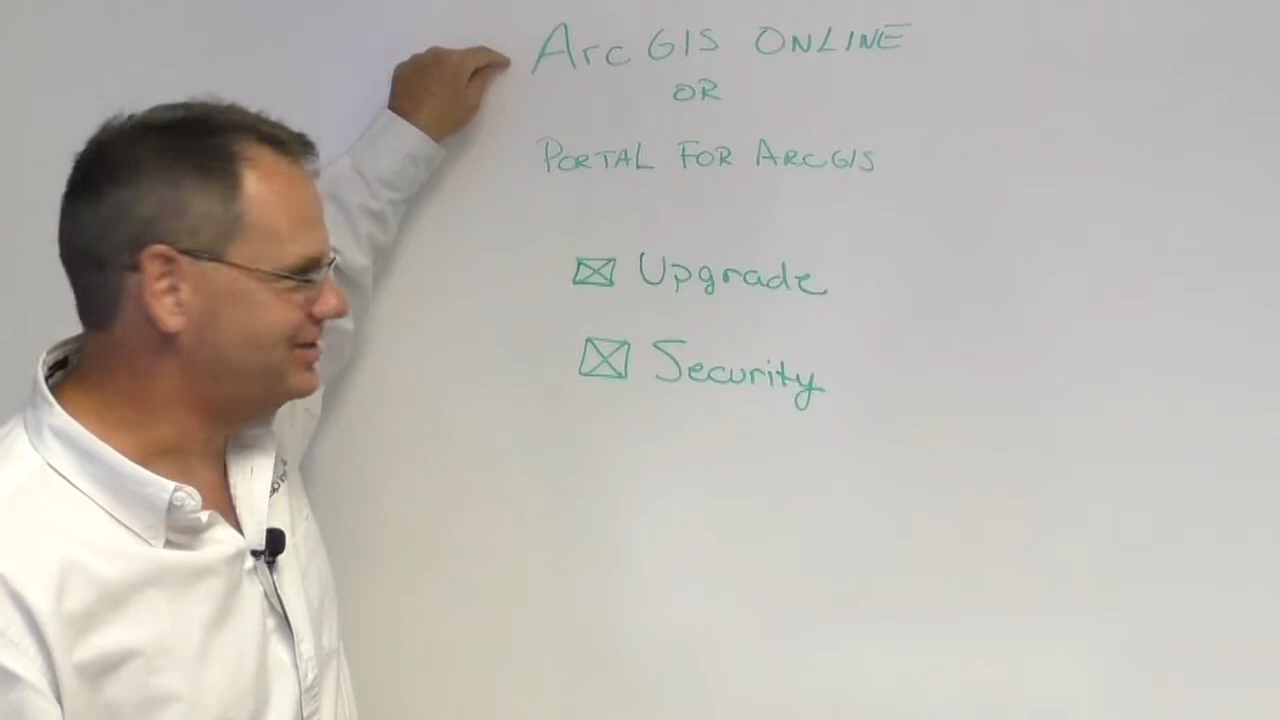 ArcGIS ONLINE
OR
PORTAL FOR ARCGIS
Upgrade
Security